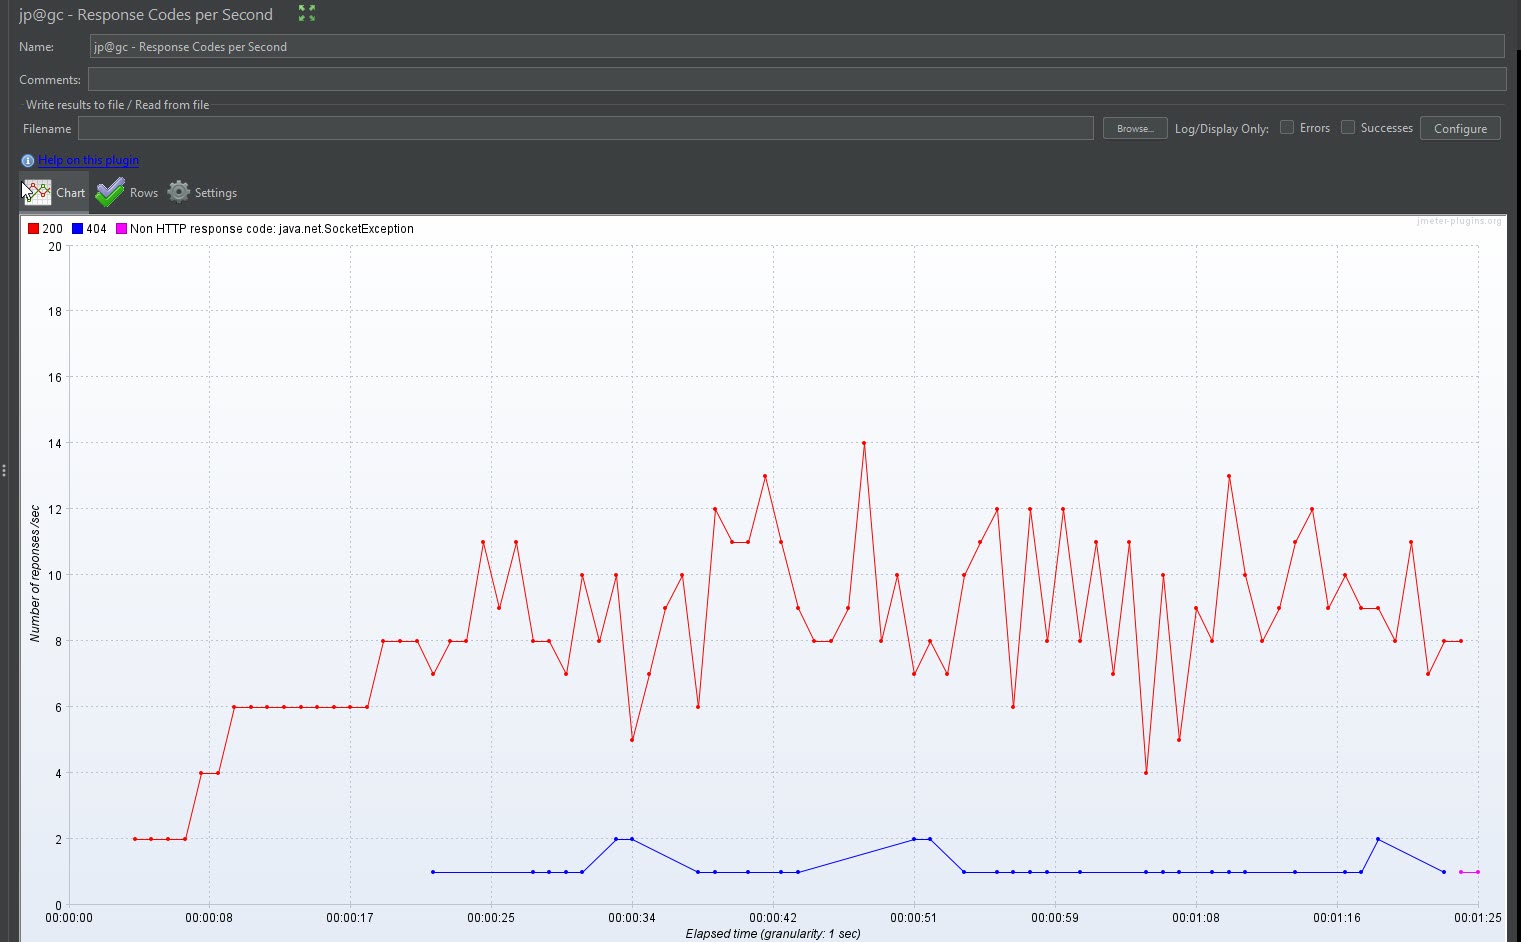 jp@gc - Response Codes per Second
Name: jp@gc - Response Codes per Second
Comments:
Write results to file / Read from file
Filename Browse... Log/Display Only: Errors Successes Configure
Help on this plugin
Chart Rows Settings
jmeter-plugins.org
200 404 Non HTTP response code: java.net.SocketException
20
18
16
14
12
10
8
6
4
2
0
Number of reponses /sec
00:00:00 00:00:08 00:00:17 00:00:25 00:00:34 00:00:42 00:00:51 00:00:59 00:01:08 00:01:16 00:01:25
Elapsed time (granularity: 1 sec)